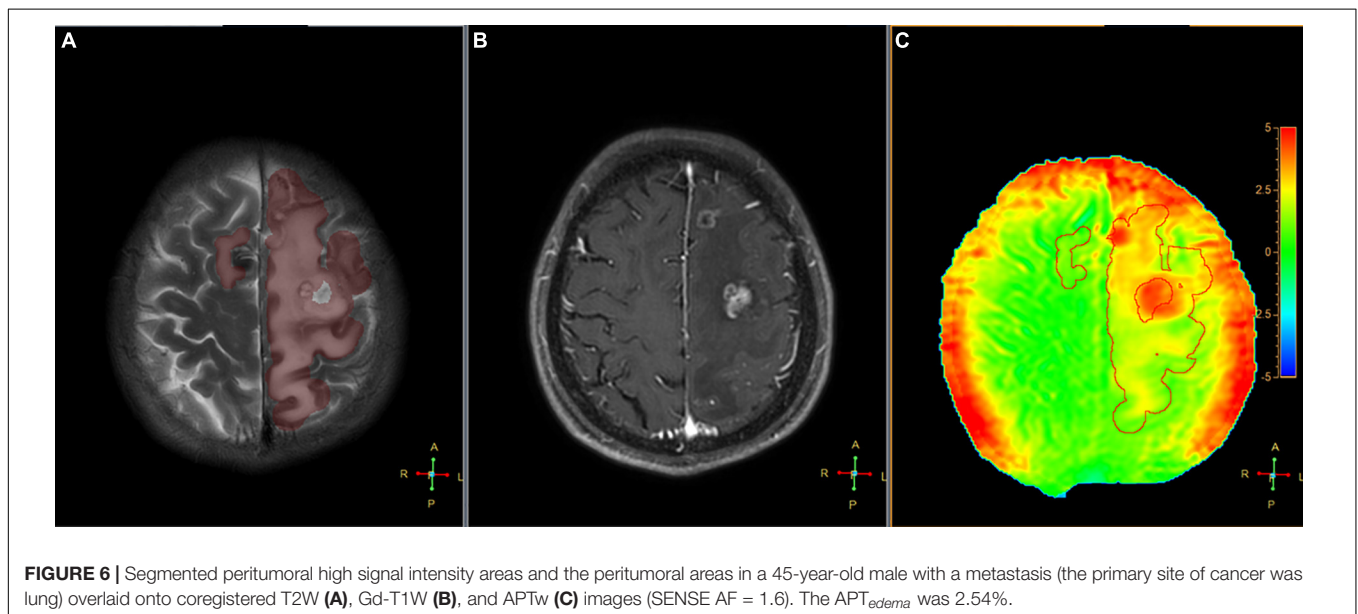 A
B
C
5
2.5
0
-2.5
-5
A
R
L
P
A
R
L
P
A
R
L
P
FIGURE 6 | Segmented peritumoral high signal intensity areas and the peritumoral areas in a 45-year-old male with a metastasis (the primary site of cancer was
lung) overlaid onto coregistered T2W (A), Gd-T1W (B), and APTw (C) images (SENSE AF = 1.6). The APTedema was 2.54%.